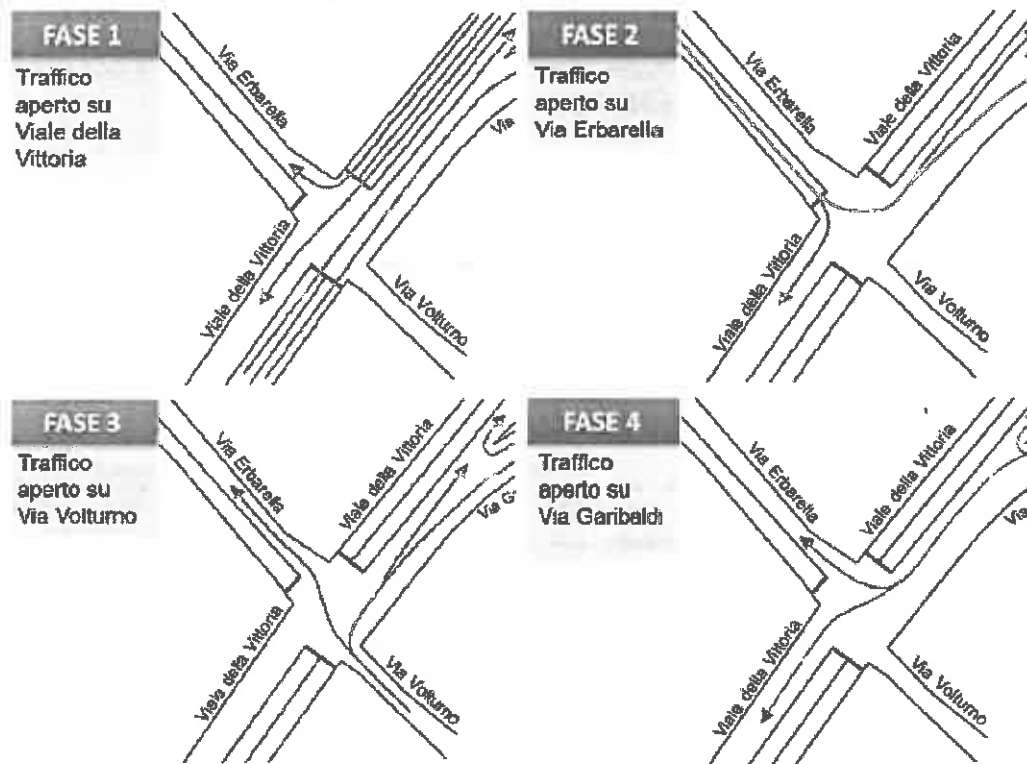 FASE 1
Traffico
aperto su
Viale della
Vittoria
Via Erbarella
Via
Viale della Vittoria
Via Volturno
FASE 2
Traffico
aperto su
Via Erbarella
Via Erbarella
Viale della Vittoria
Viale della Vittoria
Via Volturno
FASE 3
Traffico
aperto su
Via Volturno
Via Erbarella
Viale della Vittoria
Via G
Viale della Vittoria
Via Volturno
FASE 4
Traffico
aperto su
Via Garibaldi
Via Erbarella
Viale della Vittoria
Via
Viale della Vittoria
Via Volturno